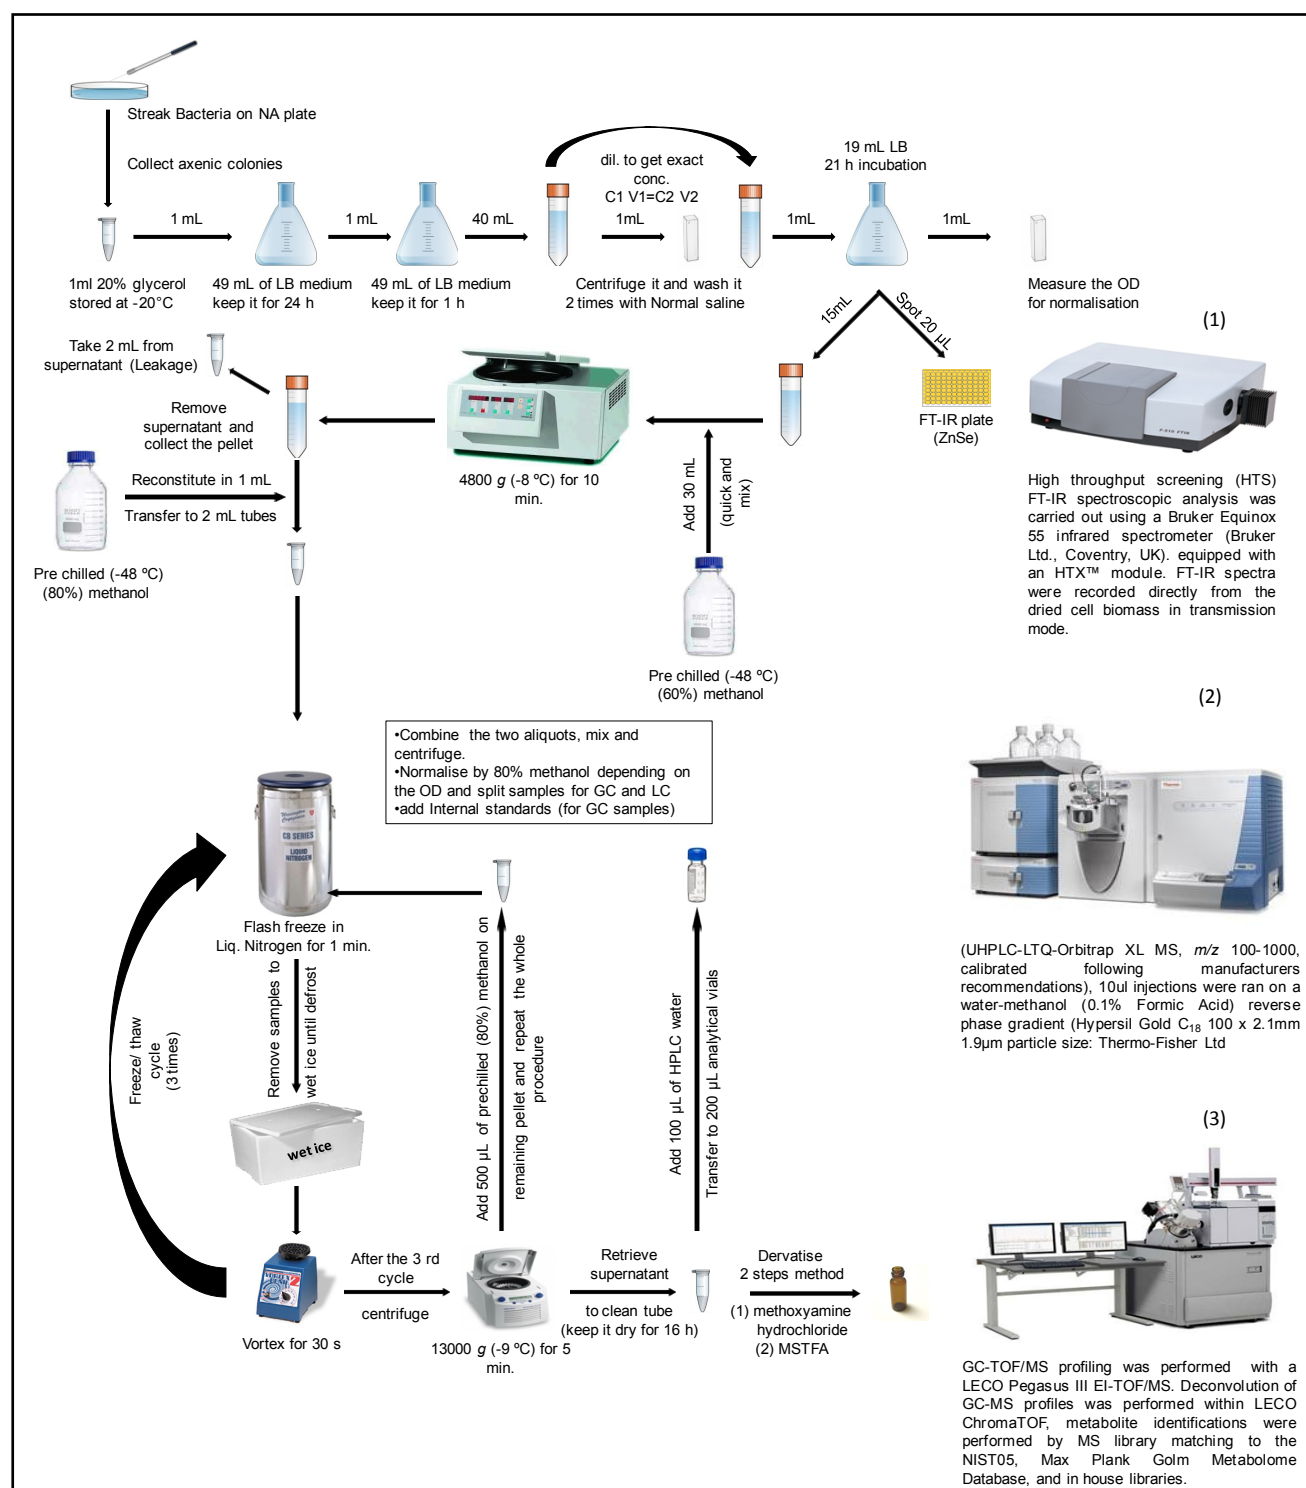 Streak Bacteria on NA plate
Collect axenic colonies
1 mL
1 mL
40 mL
dil. to get exact
conc.
C1 V1=C2 V2
1mL
1mL
19 mL LB
21 h incubation
1mL
1ml 20% glycerol
stored at -20°C
49 mL of LB medium
keep it for 24 h
49 mL of LB medium
keep it for 1 h
Centrifuge it and wash it
2 times with Normal saline
Measure the OD
for normalisation
(1)
15mL
Spot 20 µL
FT-IR plate
(ZnSe)
Take 2 mL from
supernatant (Leakage)
Remove
supernatant and
collect the pellet
4800 g (-8 ºC) for 10
min.
Add 30 mL
(quick and
mix)
Reconstitute in 1 mL
Transfer to 2 mL tubes
Pre chilled (-48 ºC)
(80%) methanol
Pre chilled (-48 ºC)
(60%) methanol
High throughput screening (HTS)
FT-IR spectroscopic analysis was
carried out using a Bruker Equinox
55 infrared spectrometer (Bruker
Ltd., Coventry, UK). equipped with
an HTX™ module. FT-IR spectra
were recorded directly from the
dried cell biomass in transmission
mode.
(2)
•Combine the two aliquots, mix and
centrifuge.
•Normalise by 80% methanol depending on
the OD and split samples for GC and LC
•add Internal standards (for GC samples)
CB SERIES
LIQUID
NITROGEN
Flash freeze in
Liq. Nitrogen for 1 min.
Remove samples to
wet ice until defrost
Freeze/ thaw
cycle
(3 times)
wet ice
Vortex for 30 s
After the 3 rd
cycle
centrifuge
13000 g (-9 ºC) for 5
min.
Add 500 µL of prechilled (80%) methanol on
remaining pellet and repeat the whole
procedure
Retrieve
supernatant
to clean tube
(keep it dry for 16 h)
Add 100 µL of HPLC water
Transfer to 200 µL analytical vials
Dervatise
2 steps method
(1) methoxyamine
hydrochloride
(2) MSTFA
(UHPLC-LTQ-Orbitrap XL MS, m/z 100-1000,
calibrated following manufacturers
recommendations), 10ul injections were ran on a
water-methanol (0.1% Formic Acid) reverse
phase gradient (Hypersil Gold C18 100 x 2.1mm
1.9µm particle size: Thermo-Fisher Ltd
(3)
GC-TOF/MS profiling was performed with a
LECO Pegasus III EI-TOF/MS. Deconvolution of
GC-MS profiles was performed within LECO
ChromaTOF, metabolite identifications were
performed by MS library matching to the
NIST05, Max Plank Golm Metabolome
Database, and in house libraries.